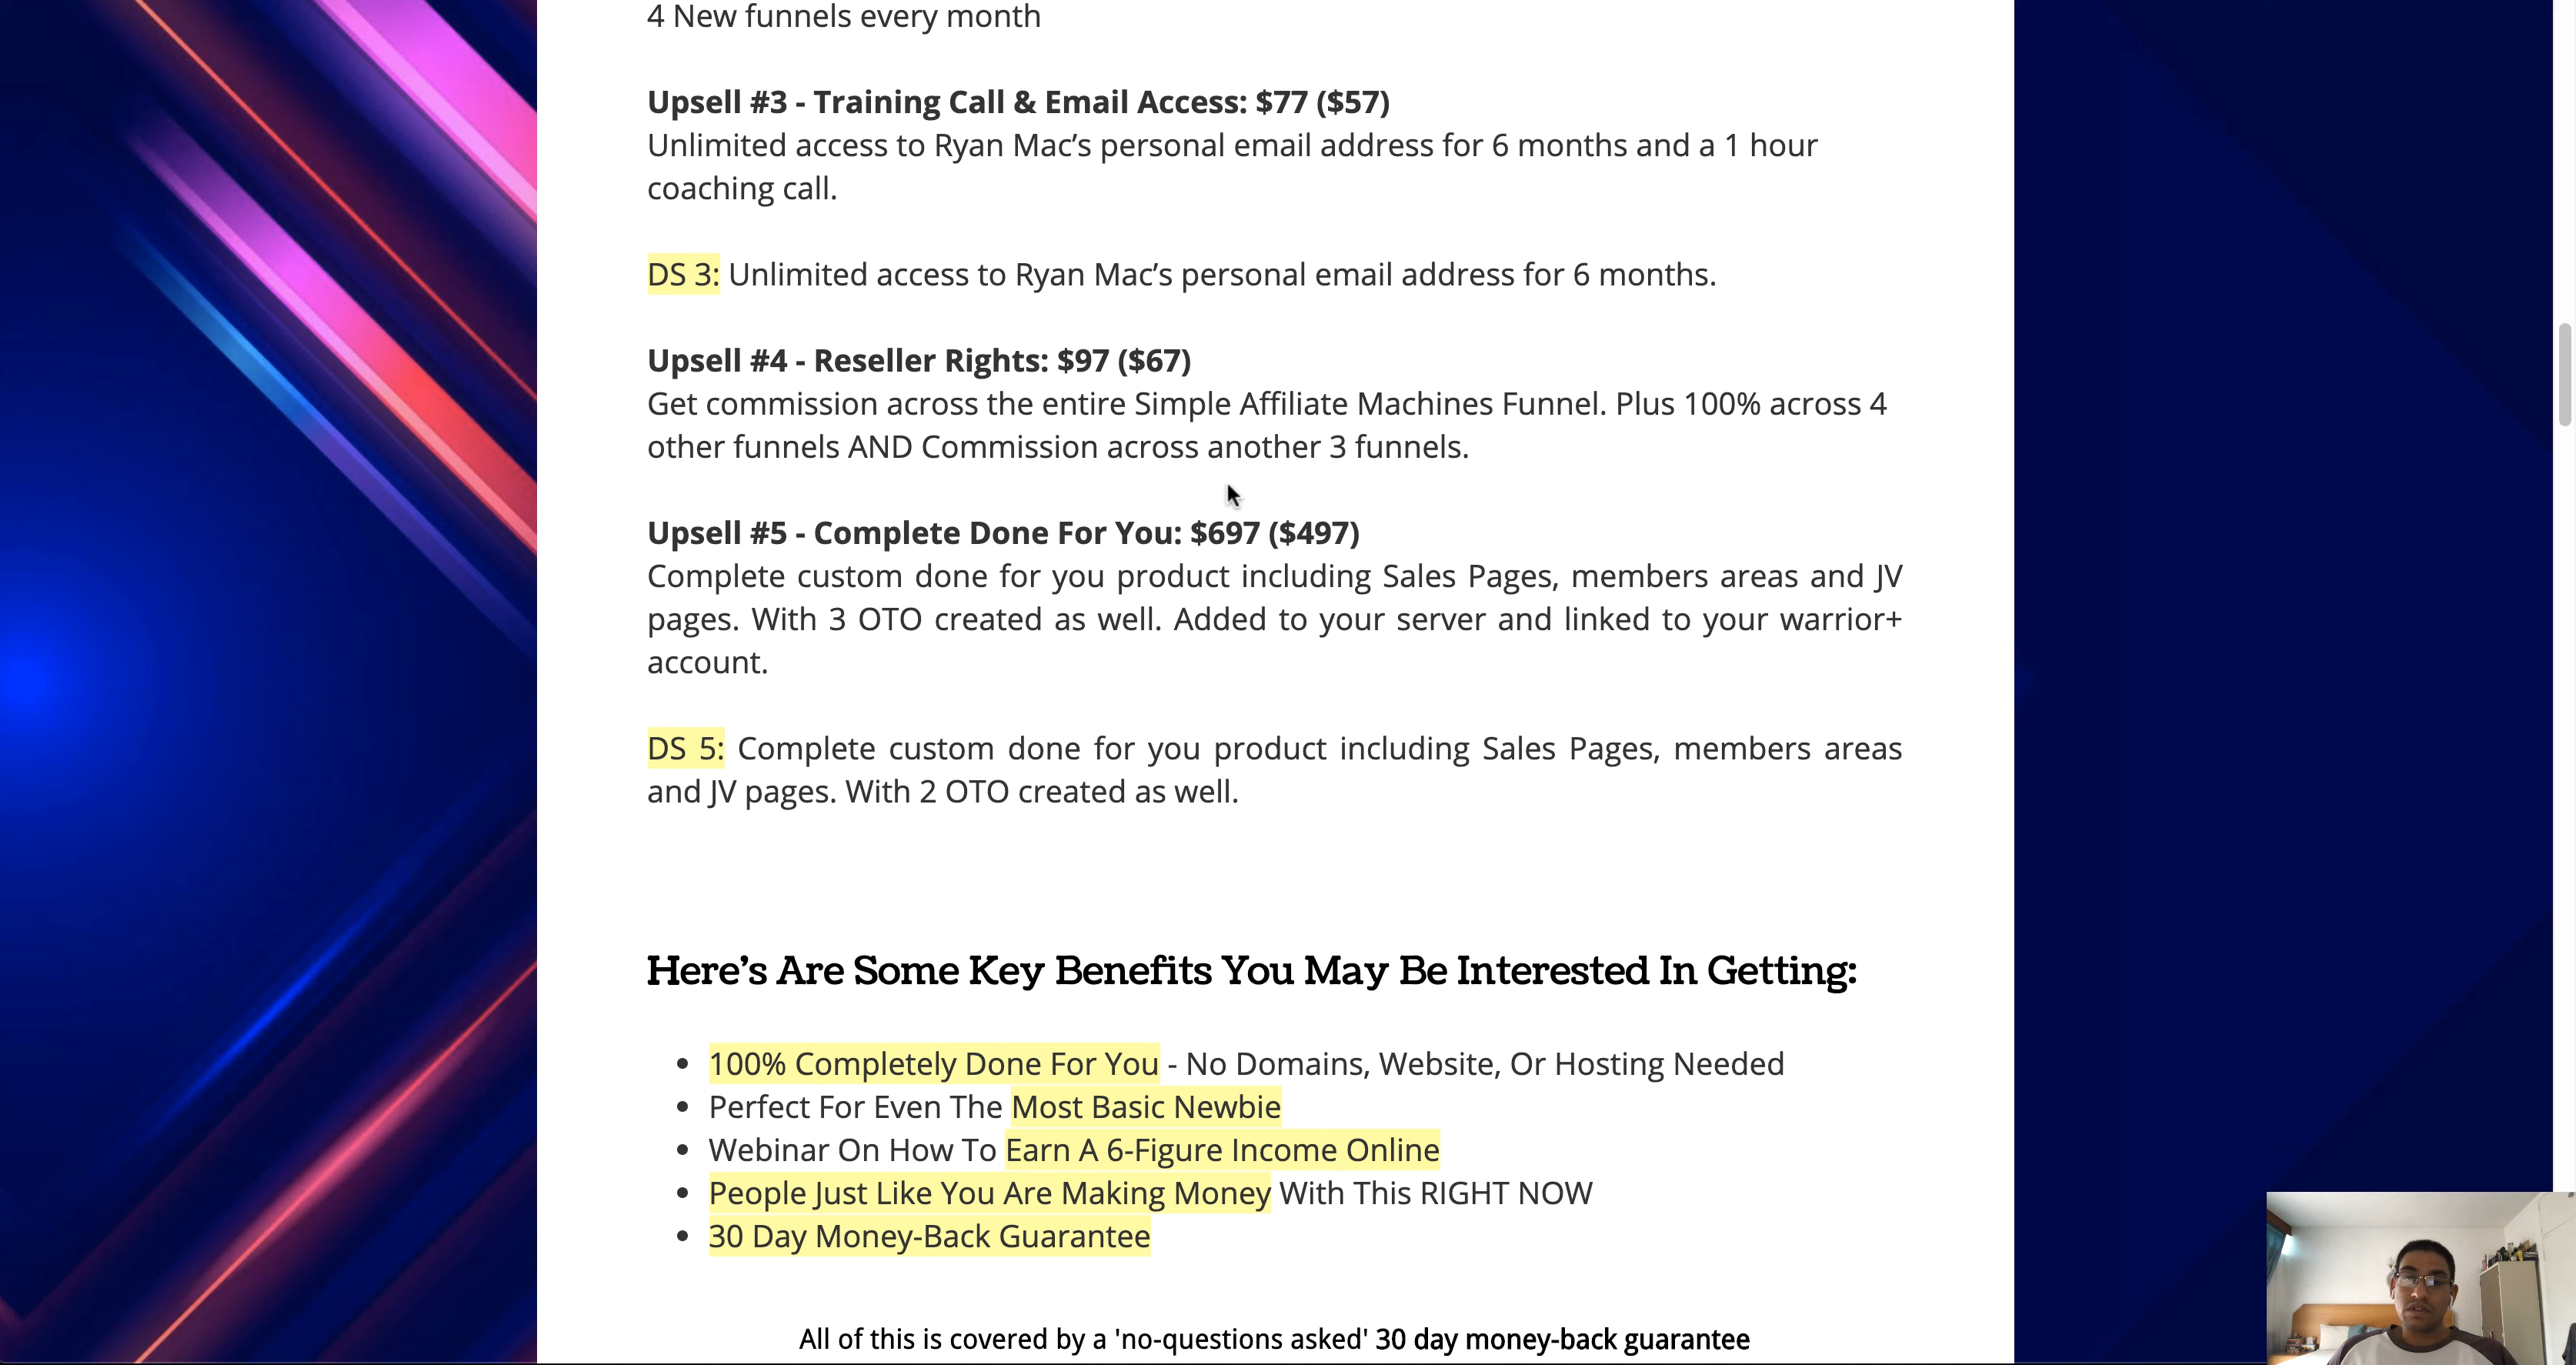 4 New funnels every month
Upsell #3 - Training Call & Email Access: $77 ($57)
Unlimited access to Ryan Mac’s personal email address for 6 months and a 1 hour
coaching call.
DS 3: Unlimited access to Ryan Mac’s personal email address for 6 months.
Upsell #4 - Reseller Rights: $97 ($67)
Get commission across the entire Simple Affiliate Machines Funnel. Plus 100% across 4
other funnels AND Commission across another 3 funnels.
Upsell #5 - Complete Done For You: $697 ($497)
Complete custom done for you product including Sales Pages, members areas and JV
pages. With 3 OTO created as well. Added to your server and linked to your warrior+
account.
DS 5: Complete custom done for you product including Sales Pages, members areas
and JV pages. With 2 OTO created as well.
Here’s Are Some Key Benefits You May Be Interested In Getting:
• 100% Completely Done For You - No Domains, Website, Or Hosting Needed
• Perfect For Even The Most Basic Newbie
• Webinar On How To Earn A 6-Figure Income Online
• People Just Like You Are Making Money With This RIGHT NOW
• 30 Day Money-Back Guarantee
All of this is covered by a 'no-questions asked' 30 day money-back guarantee